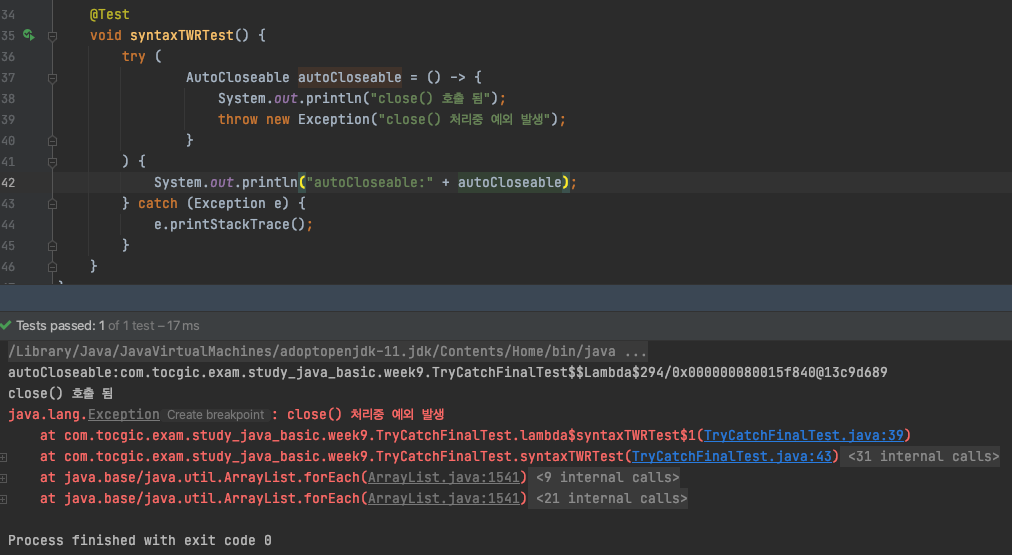 34 @Test
35 void syntaxTWRTest() {
36 try (
37 AutoCloseable autoCloseable = () -> {
38 System.out.println("close() 호출 됨");
39 throw new Exception("close() 처리중 예외 발생");
40 }
41 ) {
42 System.out.println("autoCloseable:" + autoCloseable);
43 } catch (Exception e) {
44 e.printStackTrace();
45 }
46 }
Tests passed: 1 of 1 test – 17 ms
/Library/Java/JavaVirtualMachines/adoptopenjdk-11.jdk/Contents/Home/bin/java ...
autoCloseable:com.tocgic.exam.study_java_basic.week9.TryCatchFinalTest$$Lambda$294/0x000000080015f840@13c9d689
close() 호출 됨
java.lang.Exception Create breakpoint : close() 처리중 예외 발생
at com.tocgic.exam.study_java_basic.week9.TryCatchFinalTest.lambda$syntaxTWRTest$1(TryCatchFinalTest.java:39)
at com.tocgic.exam.study_java_basic.week9.TryCatchFinalTest.syntaxTWRTest(TryCatchFinalTest.java:43) <31 internal calls>
at java.base/java.util.ArrayList.forEach(ArrayList.java:1541) <9 internal calls>
at java.base/java.util.ArrayList.forEach(ArrayList.java:1541) <21 internal calls>
Process finished with exit code 0